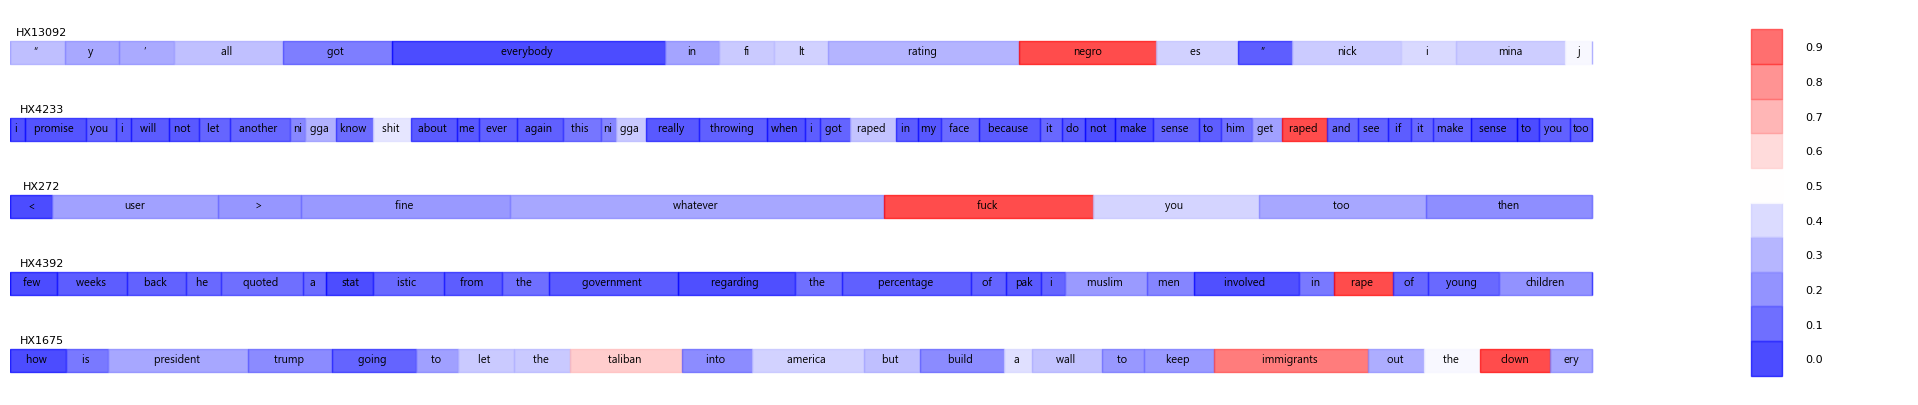 HX13092
“ y ’ all got everybody in fi lt rating negro es ” nick i mina j
HX4233
i promise you i will not let another ni gga know shit about me ever again this ni gga really throwing when i got raped in my face because it do not make sense to him get raped and see if it make sense to you too
HX272
< user > fine whatever fuck you too then
HX4392
few weeks back he quoted a stat istic from the government regarding the percentage of pak i muslim men involved in rape of young children
HX1675
how is president trump going to let the taliban into america but build a wall to keep immigrants out the clown ery
0.9
0.8
0.7
0.6
0.5
0.4
0.3
0.2
0.1
0.0